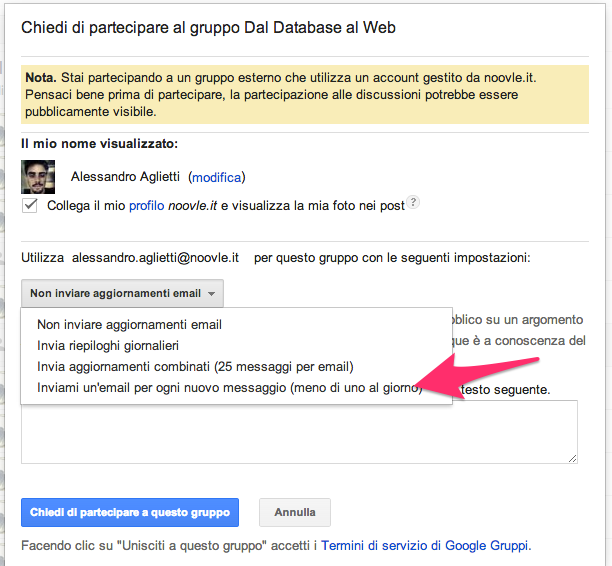 Chiedi di partecipare al gruppo Dal Database al Web
Nota. Stai partecipando a un gruppo esterno che utilizza un account gestito da noovle.it.
Pensaci bene prima di partecipare, la partecipazione alle discussioni potrebbe essere
pubblicamente visibile.
Il mio nome visualizzato:
Alessandro Aglietti (modifica)
Collega il mio profilo noovle.it e visualizza la mia foto nei post ?
Utilizza alessandro.aglietti@noovle.it per questo gruppo con le seguenti impostazioni:
Non inviare aggiornamenti email
Non inviare aggiornamenti email
blico su un argomento
Invia riepiloghi giornalieri
que è a conoscenza del
Invia aggiornamenti combinati (25 messaggi per email)
Inviami un'email per ogni nuovo messaggio (meno di uno al giorno)
testo seguente.
Chiedi di partecipare a questo gruppo Annulla
Facendo clic su "Unisciti a questo gruppo" accetti i Termini di servizio di Google Gruppi.